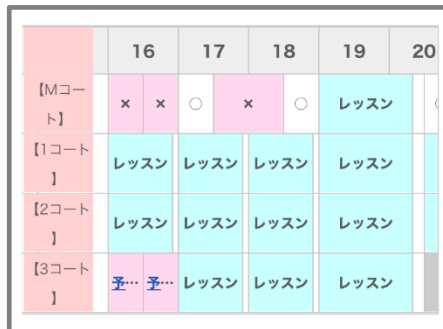 16 17 18 19 20
【Mコー
ト】 × × ○ × ○ レッスン
【1コート
】 レッスン レッスン レッスン レッスン
【2コート
】 レッスン レッスン レッスン レッスン
【3コート
】 予… 予… レッスン レッスン レッスン